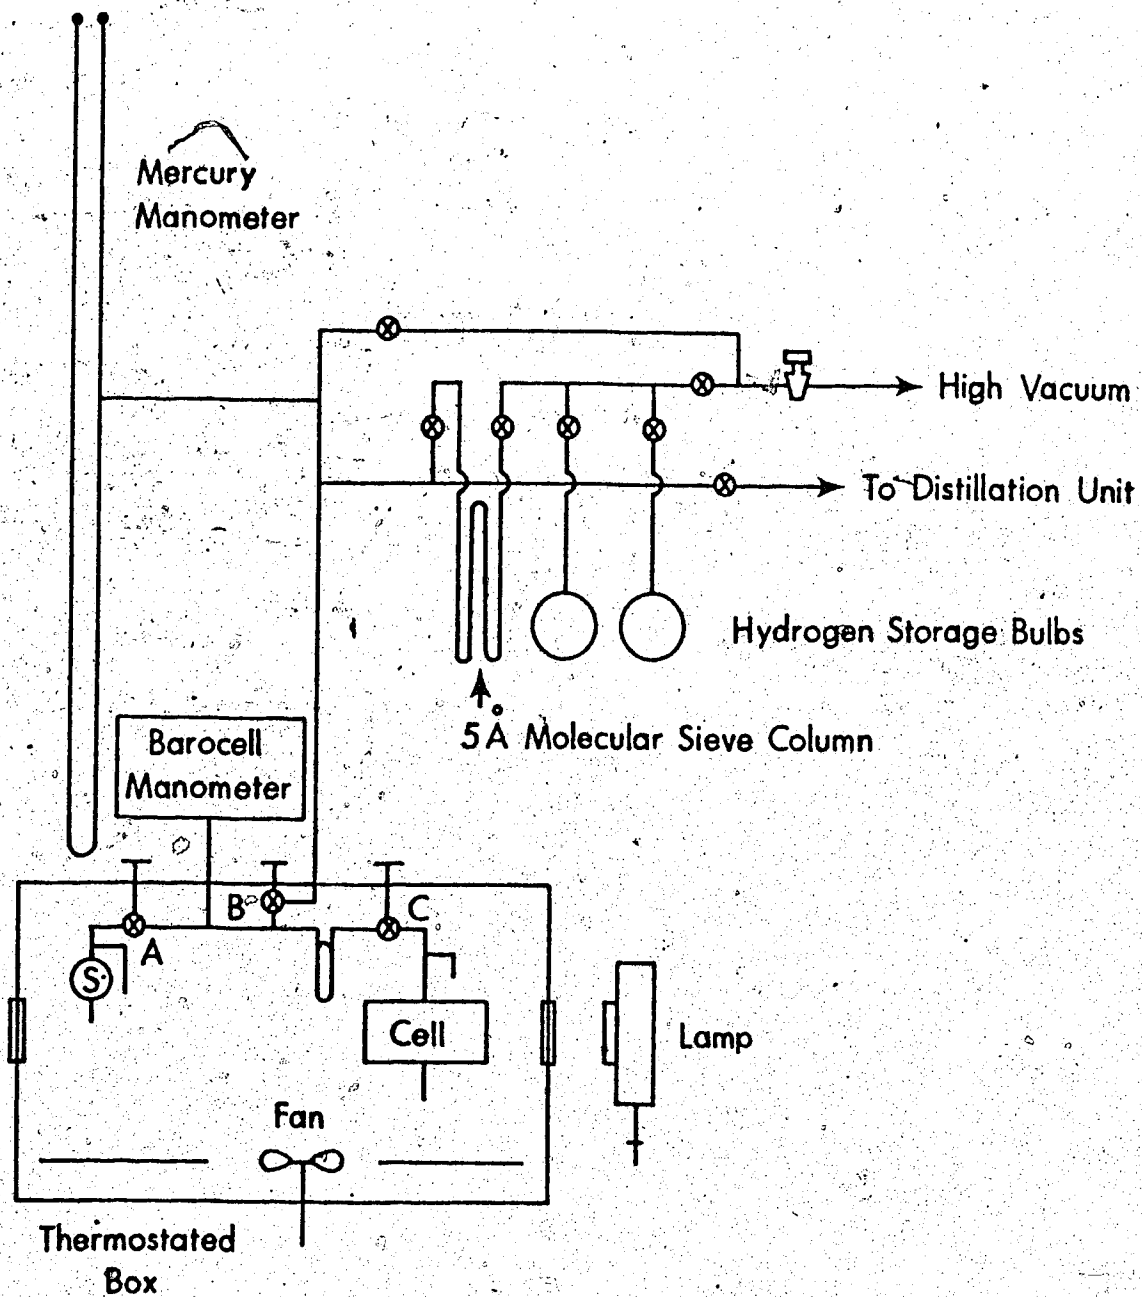 Mercury
Manometer
High Vacuum
To Distillation Unit
Hydrogen Storage Bulbs
5Å Molecular Sieve Column
Barocell
Manometer
A
B
C
S
Cell
Lamp
Fan
Thermostated
Box